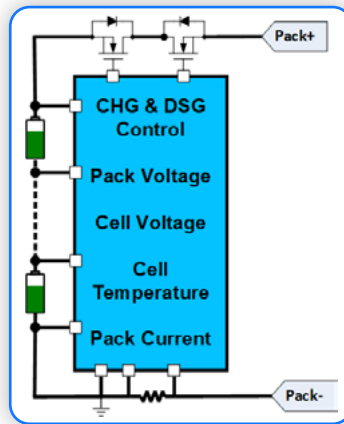 Pack+
CHG & DSG
Control
Pack Voltage
Cell Voltage
Cell
Temperature
Pack Current
Pack-